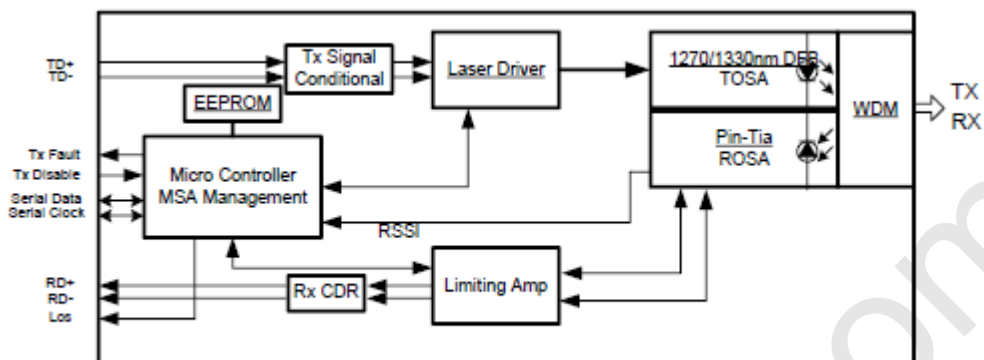 TD+
TD-
Tx Signal
Conditional
Laser Driver
1270/1330nm DFB
TOSA
WDM
TX
RX
EEPROM
Pin-Tia
ROSA
Tx Fault
Tx Disable
Serial Data
Serial Clock
Micro Controller
MSA Management
RSSI
RD+
RD-
Los
Rx CDR
Limiting Amp
om